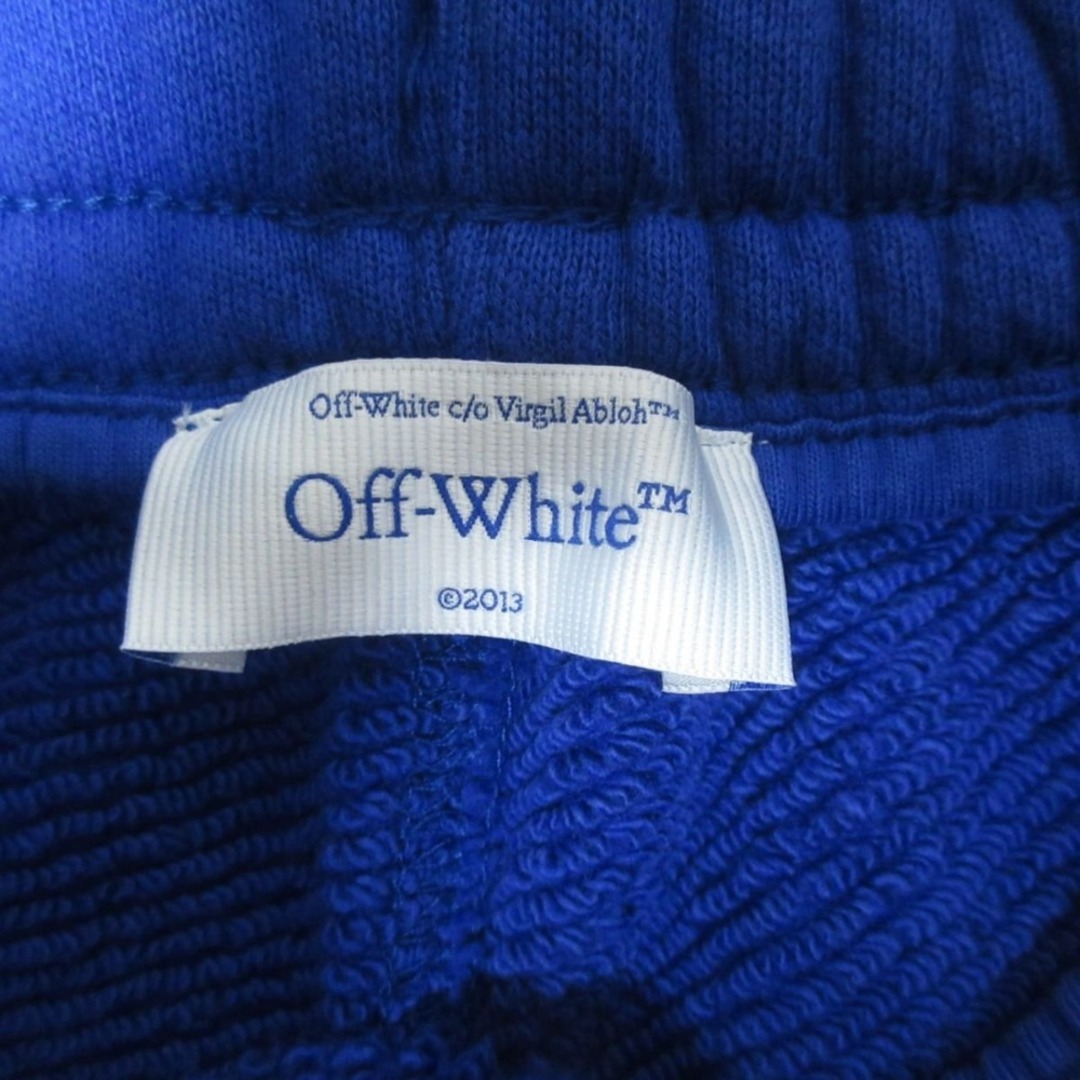 Off-White c/o Virgil Abloh™
Off-White™
©2013